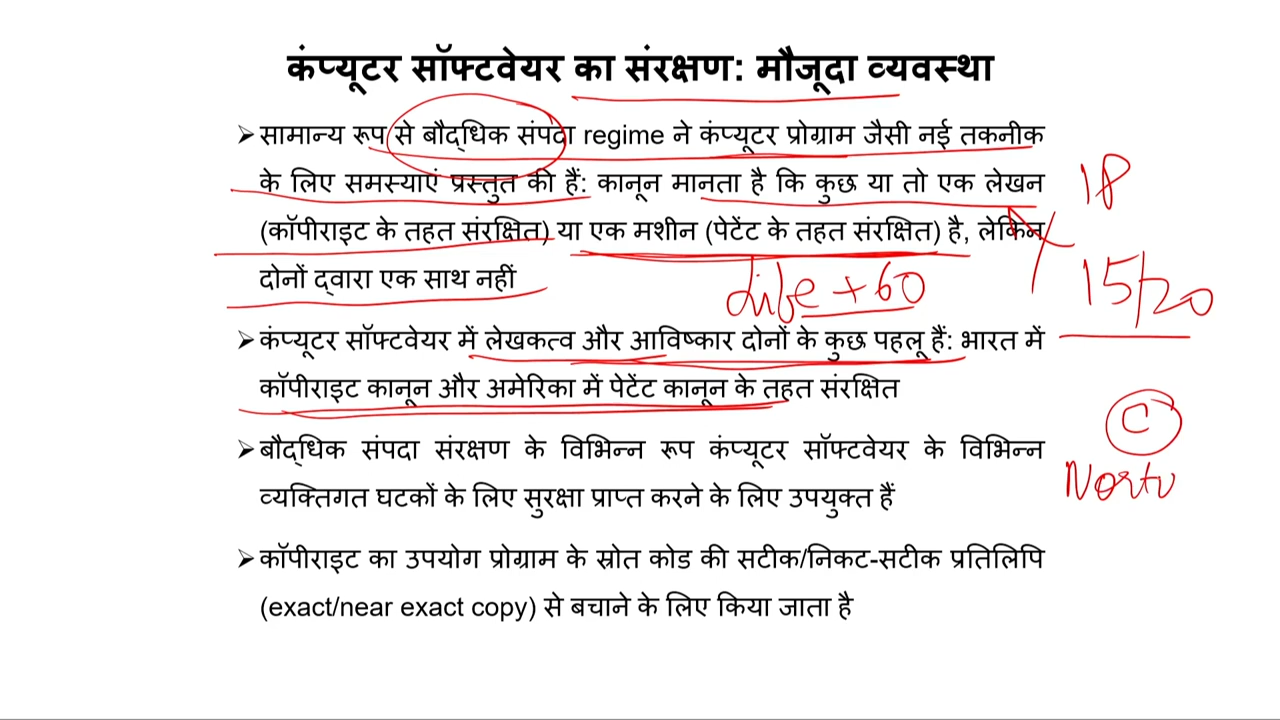 कंप्यूटर सॉफ्टवेयर का संरक्षण: मौजूदा व्यवस्था
➢ सामान्य रूप से बौद्धिक संपदा regime ने कंप्यूटर प्रोग्राम जैसी नई तकनीक
के लिए समस्याएं प्रस्तुत की हैं: कानून मानता है कि कुछ या तो एक लेखन
(कॉपीराइट के तहत संरक्षित) या एक मशीन (पेटेंट के तहत संरक्षित) है, लेकिन
दोनों द्वारा एक साथ नहीं
18
Life + 60
15/20
➢ कंप्यूटर सॉफ्टवेयर में लेखकत्व और आविष्कार दोनों के कुछ पहलू हैं: भारत में
कॉपीराइट कानून और अमेरिका में पेटेंट कानून के तहत संरक्षित
©
➢ बौद्धिक संपदा संरक्षण के विभिन्न रूप कंप्यूटर सॉफ्टवेयर के विभिन्न
व्यक्तिगत घटकों के लिए सुरक्षा प्राप्त करने के लिए उपयुक्त हैं
➢ कॉपीराइट का उपयोग प्रोग्राम के स्रोत कोड की सटीक/निकट-सटीक प्रतिलिपि
(exact/near exact copy) से बचाने के लिए किया जाता है